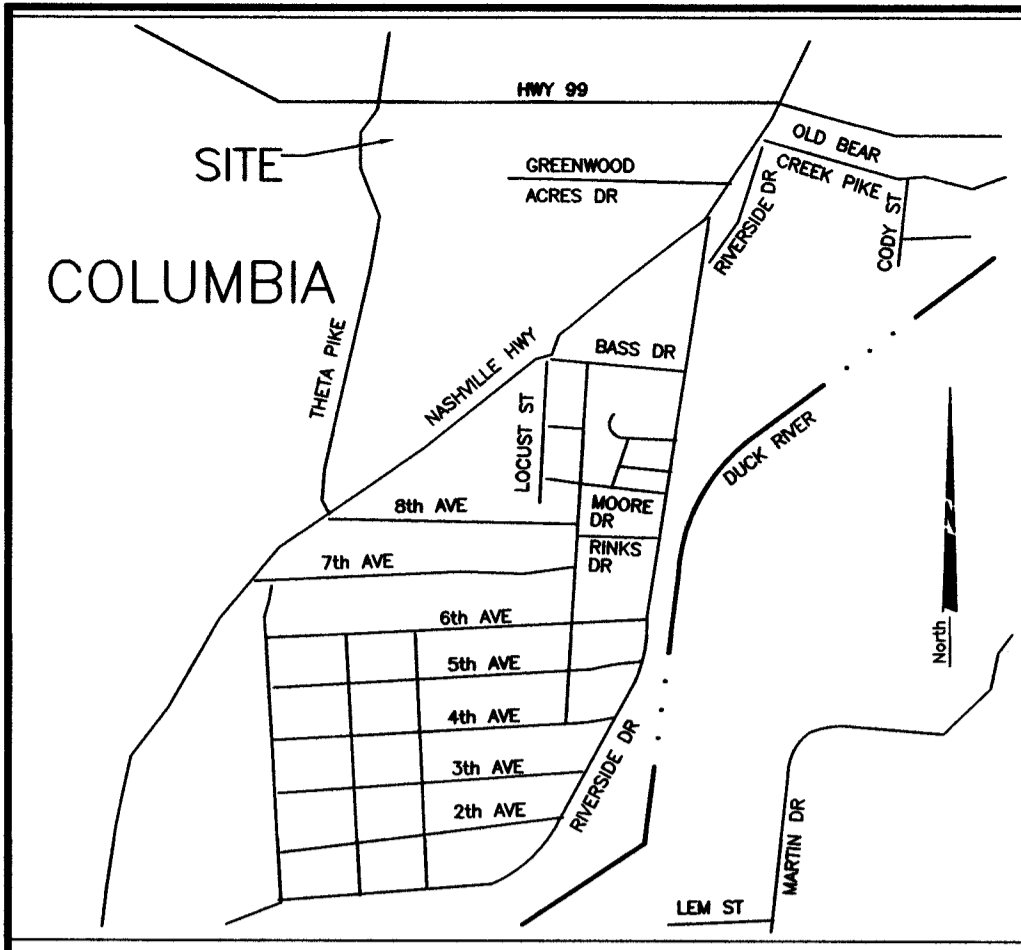 HWY 99
SITE
OLD BEAR
CREEK PIKE
GREENWOOD
ACRES DR
RIVERSIDE DR
CODY ST
COLUMBIA
THETA PIKE
NASHVILLE HWY
BASS DR
LOCUST ST
DUCK RIVER
8th AVE
MOORE
DR
RINKS
DR
7th AVE
6th AVE
5th AVE
4th AVE
3th AVE
2th AVE
RIVERSIDE DR
N
North
MARTIN DR
LEM ST